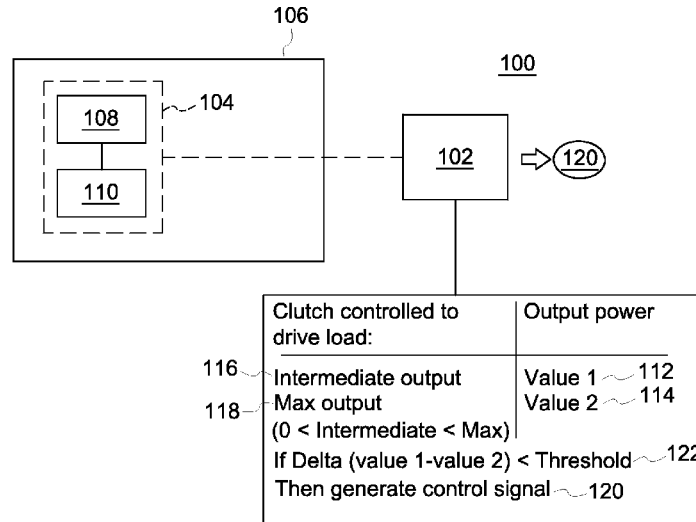 106
100
104
108
110
102
120
Clutch controlled to
drive load:
Output power
116
Intermediate output
Value 1
112
118
Max output
Value 2
114
(0 < Intermediate < Max)
If Delta (value 1-value 2) < Threshold
122
Then generate control signal
120